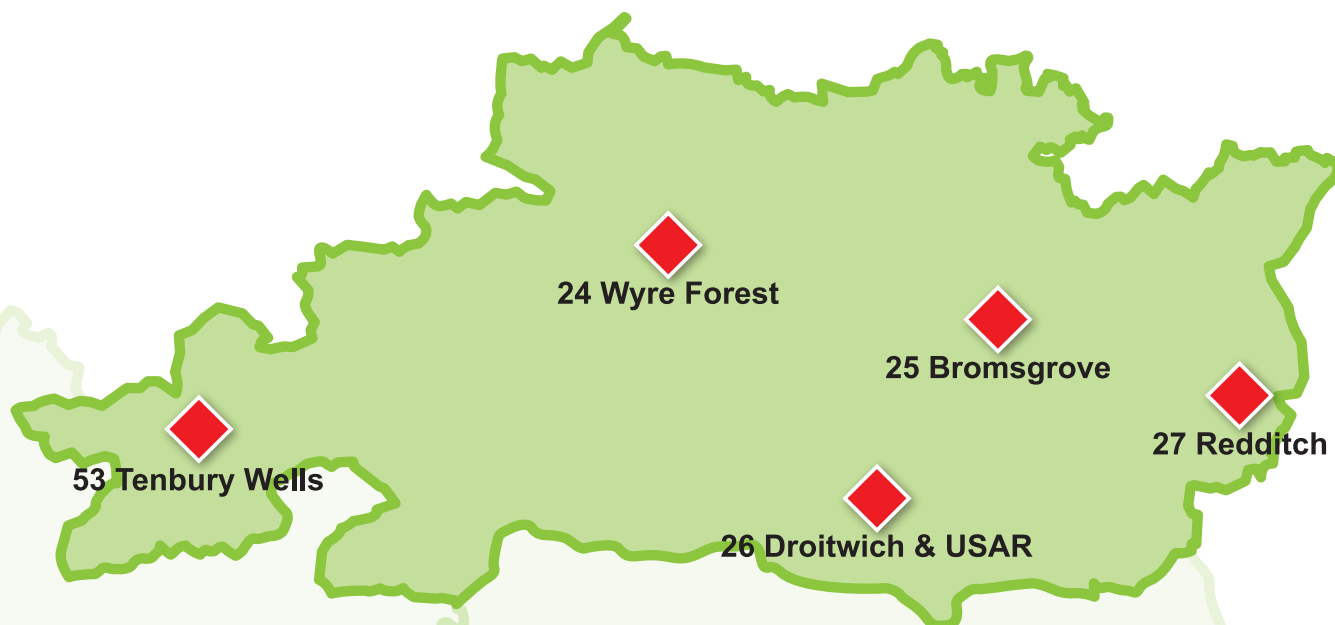 24 Wyre Forest
25 Bromsgrove
27 Redditch
53 Tenbury Wells
26 Droitwich & USAR